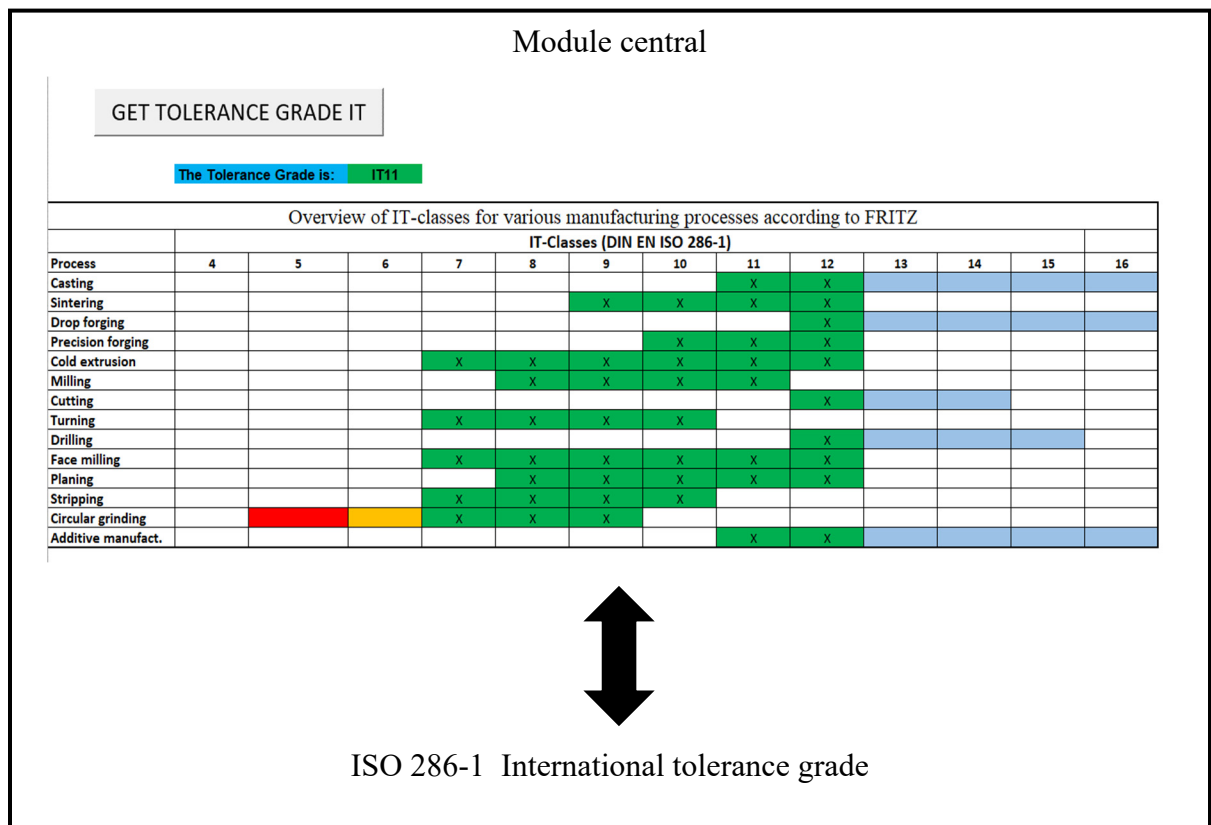 Module central
GET TOLERANCE GRADE IT
The Tolerance Grade is: IT11
Overview of IT-classes for various manufacturing processes according to FRITZ
IT-Classes (DIN EN ISO 286-1)
Process 4 5 6 7 8 9 10 11 12 13 14 15 16
Casting X X
Sintering X X X X
Drop forging X
Precision forging X X X
Cold extrusion X X X X X X
Milling X X X X
Cutting X
Turning X X X X
Drilling X
Face milling X X X X X X
Planing X X X X X
Stripping X X X X
Circular grinding X X X
Additive manufact. X X
ISO 286-1 International tolerance grade